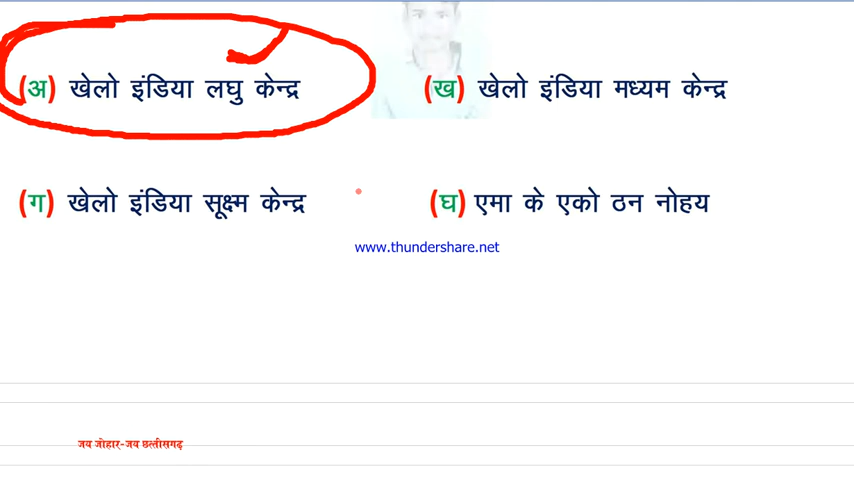 (अ) खेलो इंडिया लघु केन्द्र (ख) खेलो इंडिया मध्यम केन्द्र
(ग) खेलो इंडिया सूक्ष्म केन्द्र (घ) एमा के एको ठन नोहय
www.thundershare.net
जय जोहार-जय छत्तीसगढ़